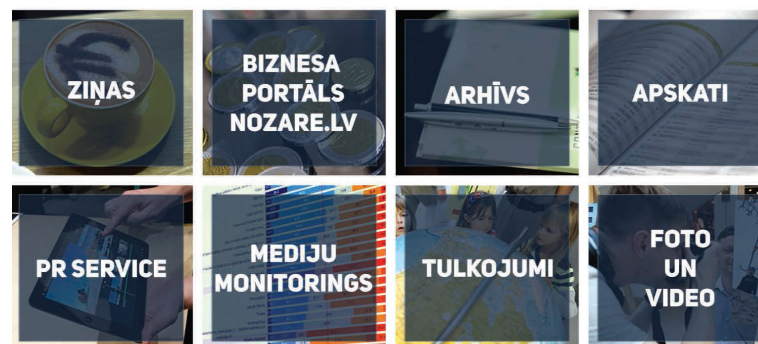 ZIŅAS
BIZNESA
PORTĀLS
NOZARE.LV
ARHĪVS
APSKATI
PR SERVICE
MEDIJU
MONITORINGS
TULKOJUMI
FOTO
UN
VIDEO